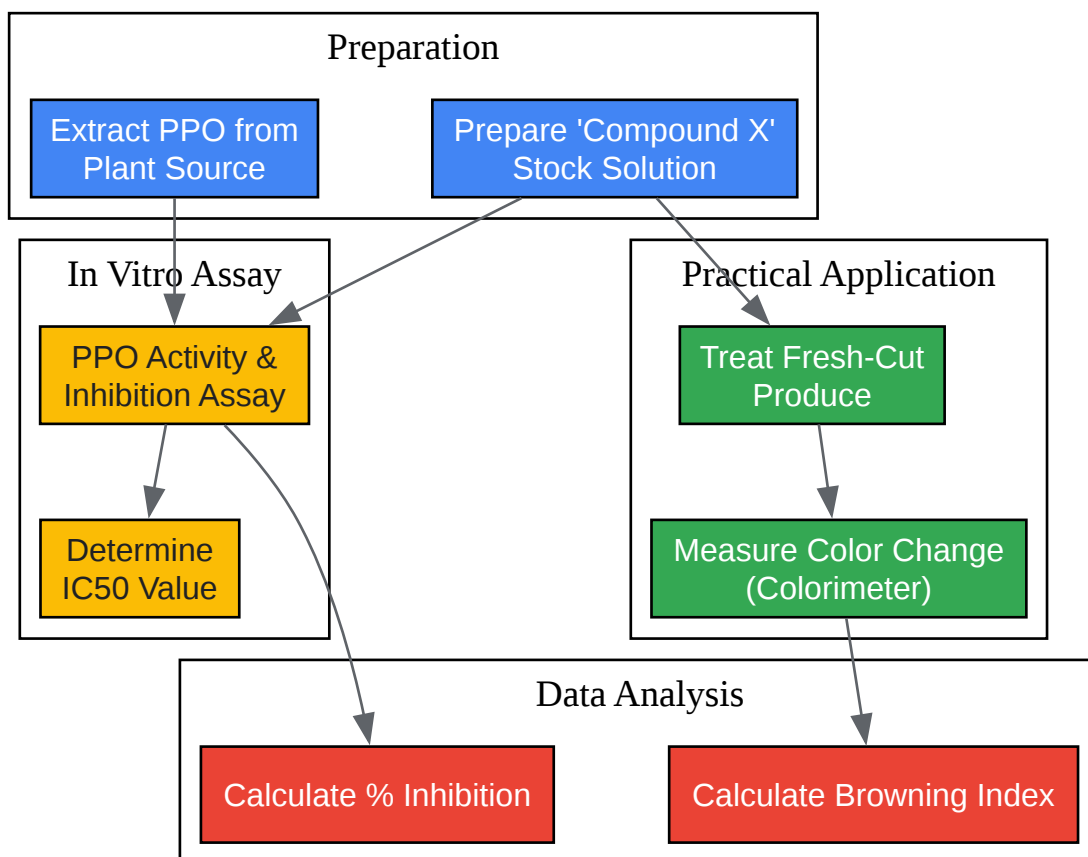 Preparation
Extract PPO from
Plant Source
Prepare 'Compound X'
Stock Solution
In Vitro Assay
PPO Activity &
Inhibition Assay
Determine
IC50 Value
Practical Application
Treat Fresh-Cut
Produce
Measure Color Change
(Colorimeter)
Data Analysis
Calculate % Inhibition
Calculate Browning Index